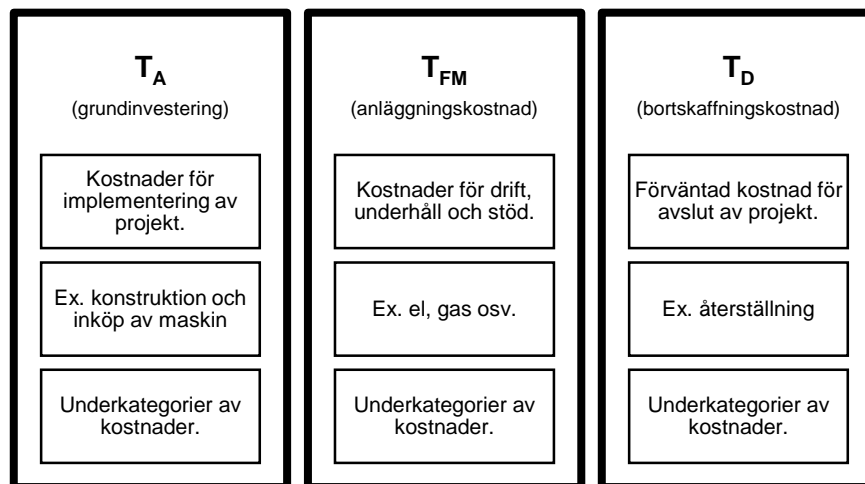 T_A
(grundinvestering)
Kostnader för
implementering av
projekt.
Ex. konstruktion och
inköp av maskin
Underkategorier av
kostnader.
T_FM
(anläggningskostnad)
Kostnader för drift,
underhåll och stöd.
Ex. el, gas osv.
Underkategorier av
kostnader.
T_D
(bortskaffningskostnad)
Förväntad kostnad för
avslut av projekt.
Ex. återställning
Underkategorier av
kostnader.